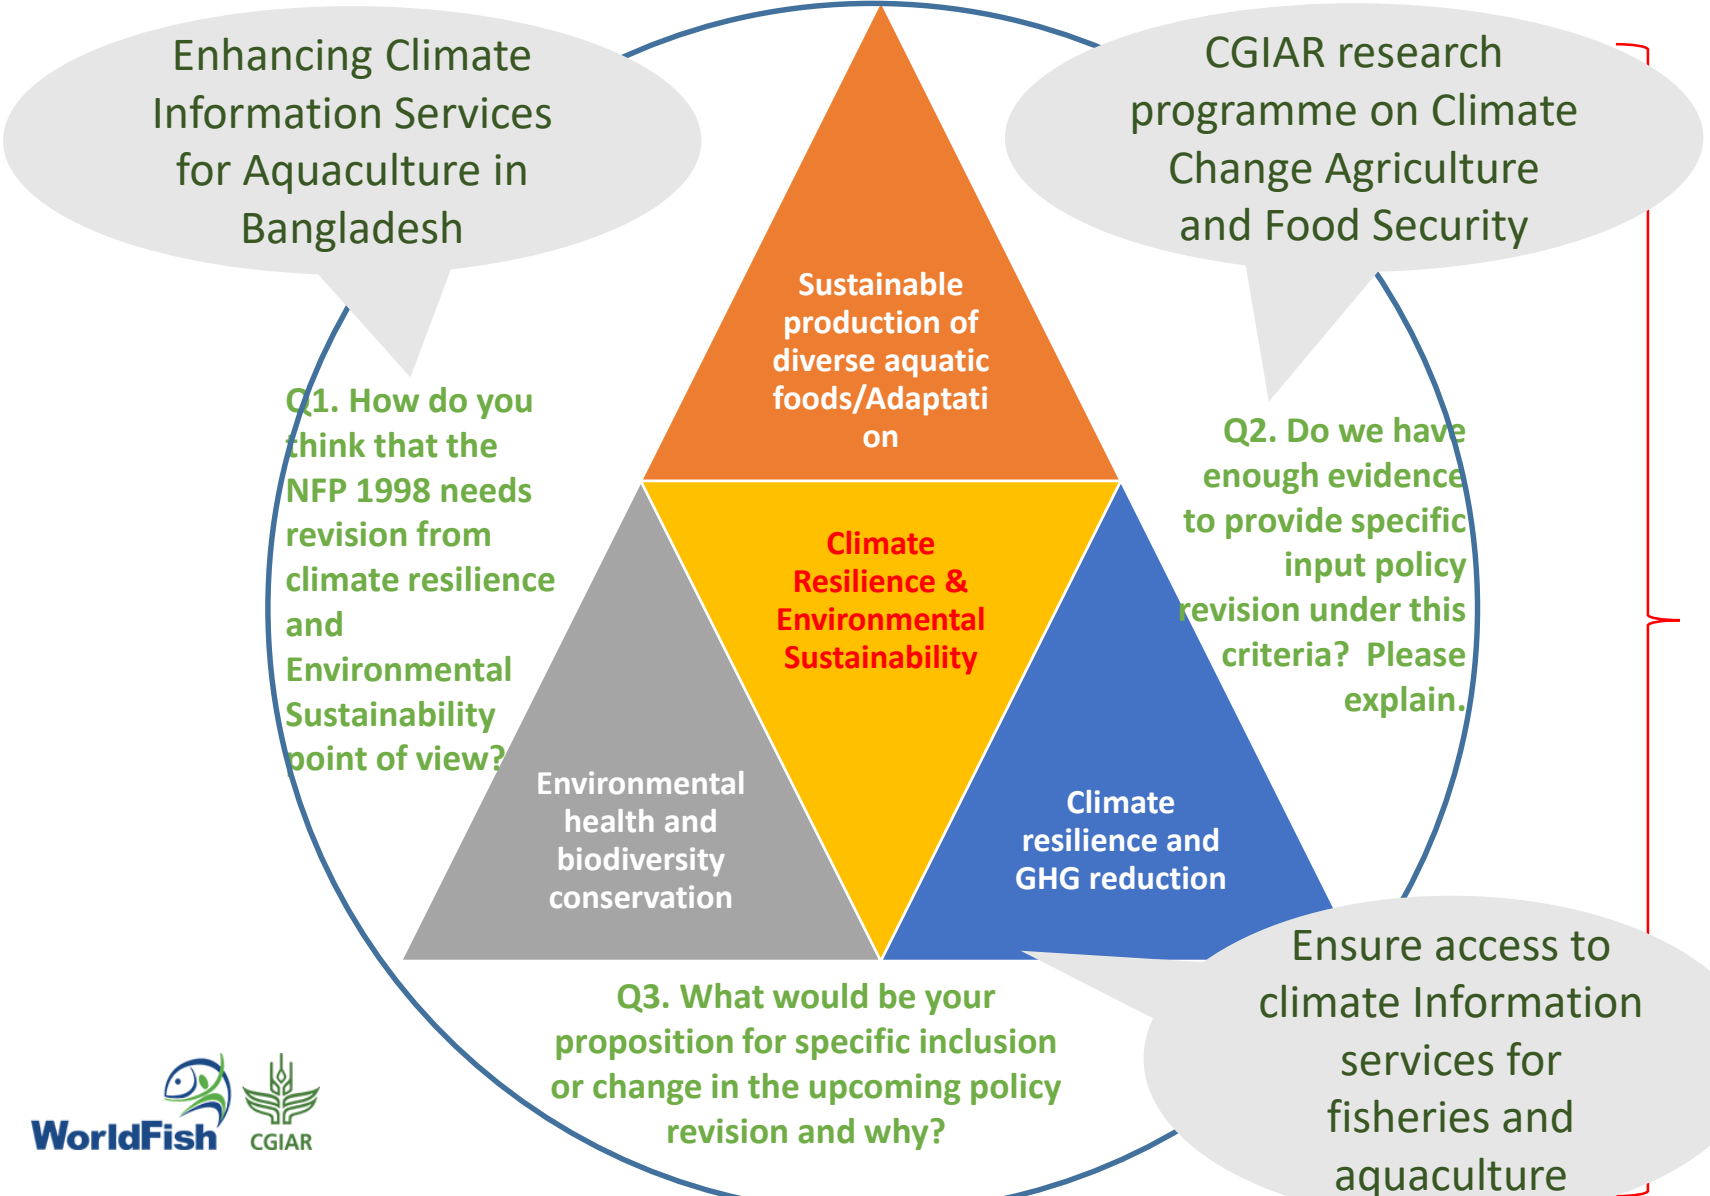 Enhancing Climate
Information Services
for Aquaculture in
Bangladesh
CGIAR research
programme on Climate
Change Agriculture
and Food Security
Sustainable
production of
diverse aquatic
foods/Adaptati
on
Q1. How do you
think that the
NFP 1998 needs
revision from
climate resilience
and
Environmental
Sustainability
point of view?
Q2. Do we have
enough evidence
to provide specific
input policy
revision under this
criteria?  Please
explain.
Climate
Resilience &
Environmental
Sustainability
Environmental
health and
biodiversity
conservation
Climate
resilience and
GHG reduction
Q3. What would be your
proposition for specific inclusion
or change in the upcoming policy
revision and why?
Ensure access to
climate Information
services for
fisheries and
aquaculture
WorldFish
CGIAR